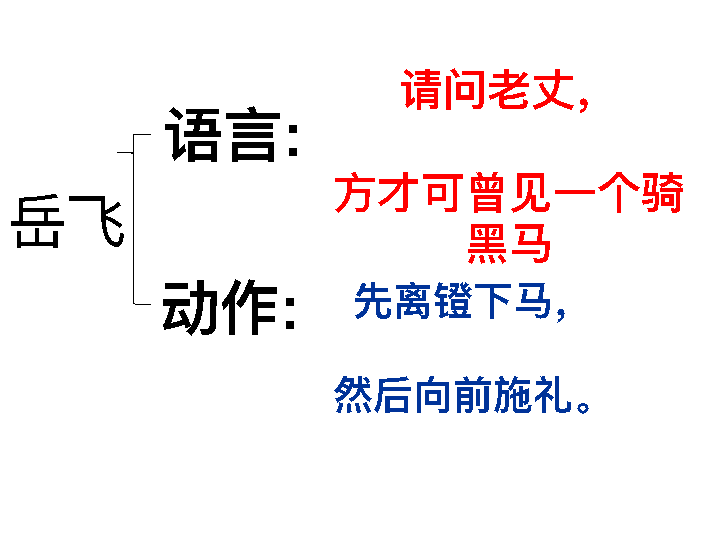 岳飞
语言:
请问老丈，
方才可曾见一个骑
黑马
动作:
先离镫下马，
然后向前施礼。